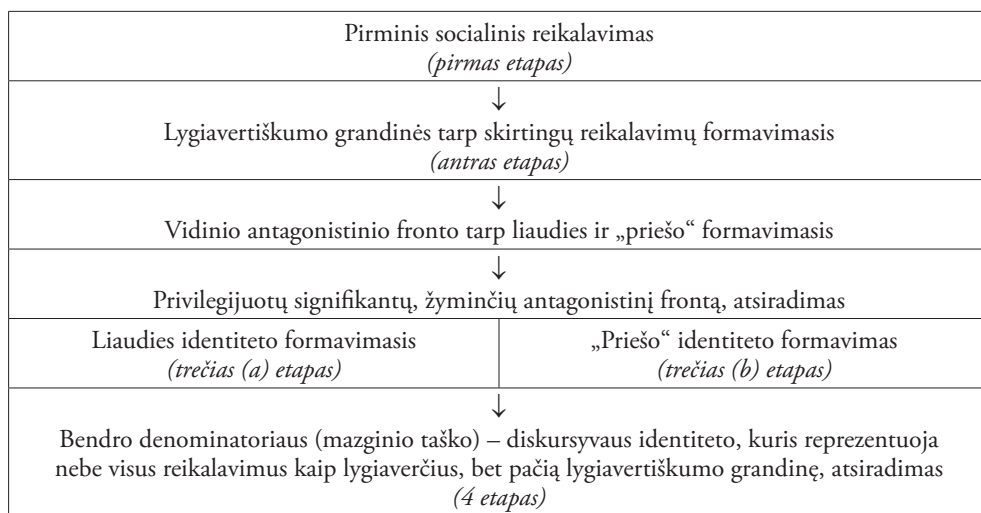 Pirminis socialinis reikalavimas
(pirmas etapas)
↓
Lygiavertiškumo grandinės tarp skirtingų reikalavimų formavimasis
(antras etapas)
↓
Vidinio antagonistinio fronto tarp liaudies ir „priešo“ formavimasis
↓
Privilegijuotų signifikantų, žyminčių antagonistinį frontą, atsiradimas
Liaudies identiteto formavimasis
(trečias (a) etapas)
„Priešo“ identiteto formavimas
(trečias (b) etapas)
↓
Bendro denominatoriaus (mazginio taško) – diskursyvaus identiteto, kuris reprezentuoja
nebe visus reikalavimus kaip lygiaverčius, bet pačią lygiavertiškumo grandinę, atsiradimas
(4 etapas)